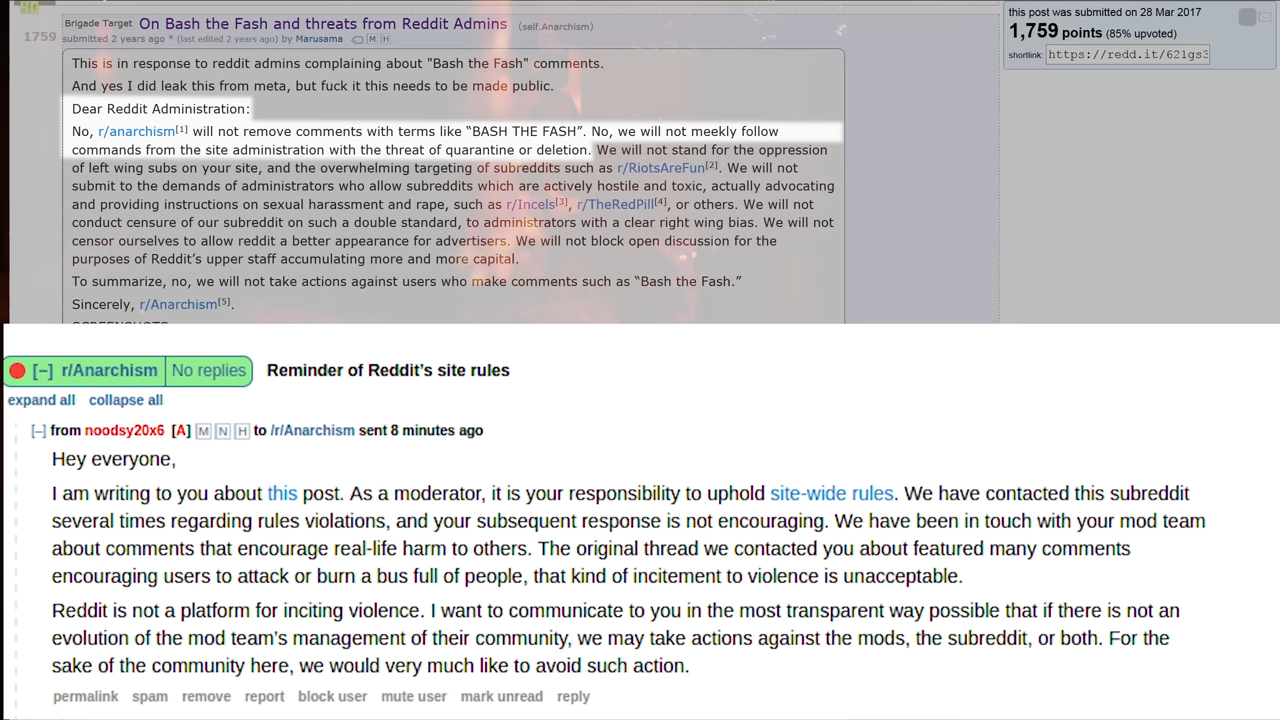 Brigade Target On Bash the Fash and threats from Reddit Admins (self.Anarchism)
1759 submitted 2 years ago * (last edited 2 years ago) by Marusama M H
This is in response to reddit admins complaining about "Bash the Fash" comments.
And yes I did leak this from meta, but fuck it this needs to be made public.
Dear Reddit Administration:
No, r/anarchism[1] will not remove comments with terms like “BASH THE FASH”. No, we will not meekly follow
commands from the site administration with the threat of quarantine or deletion. We will not stand for the oppression
of left wing subs on your site, and the overwhelming targeting of subreddits such as r/RiotsAreFun[2]. We will not
submit to the demands of administrators who allow subreddits which are actively hostile and toxic, actually advocating
and providing instructions on sexual harassment and rape, such as r/Incels[3], r/TheRedPill[4], or others. We will not
conduct censure of our subreddit on such a double standard, to administrators with a clear right wing bias. We will not
censor ourselves to allow reddit a better appearance for advertisers. We will not block open discussion for the
purposes of Reddit’s upper staff accumulating more and more capital.
To summarize, no, we will not take actions against users who make comments such as “Bash the Fash.”
Sincerely, r/Anarchism[5].
this post was submitted on 28 Mar 2017
1,759 points (85% upvoted)
shortlink: https://redd.it/621gs
[–] r/Anarchism No replies Reminder of Reddit’s site rules
expand all collapse all
[–] from noodsy20x6 [A] M N H to /r/Anarchism sent 8 minutes ago
Hey everyone,
I am writing to you about this post. As a moderator, it is your responsibility to uphold site-wide rules. We have contacted this subreddit
several times regarding rules violations, and your subsequent response is not encouraging. We have been in touch with your mod team
about comments that encourage real-life harm to others. The original thread we contacted you about featured many comments
encouraging users to attack or burn a bus full of people, that kind of incitement to violence is unacceptable.
Reddit is not a platform for inciting violence. I want to communicate to you in the most transparent way possible that if there is not an
evolution of the mod team’s management of their community, we may take actions against the mods, the subreddit, or both. For the
sake of the community here, we would very much like to avoid such action.
permalink spam remove report block user mute user mark unread reply